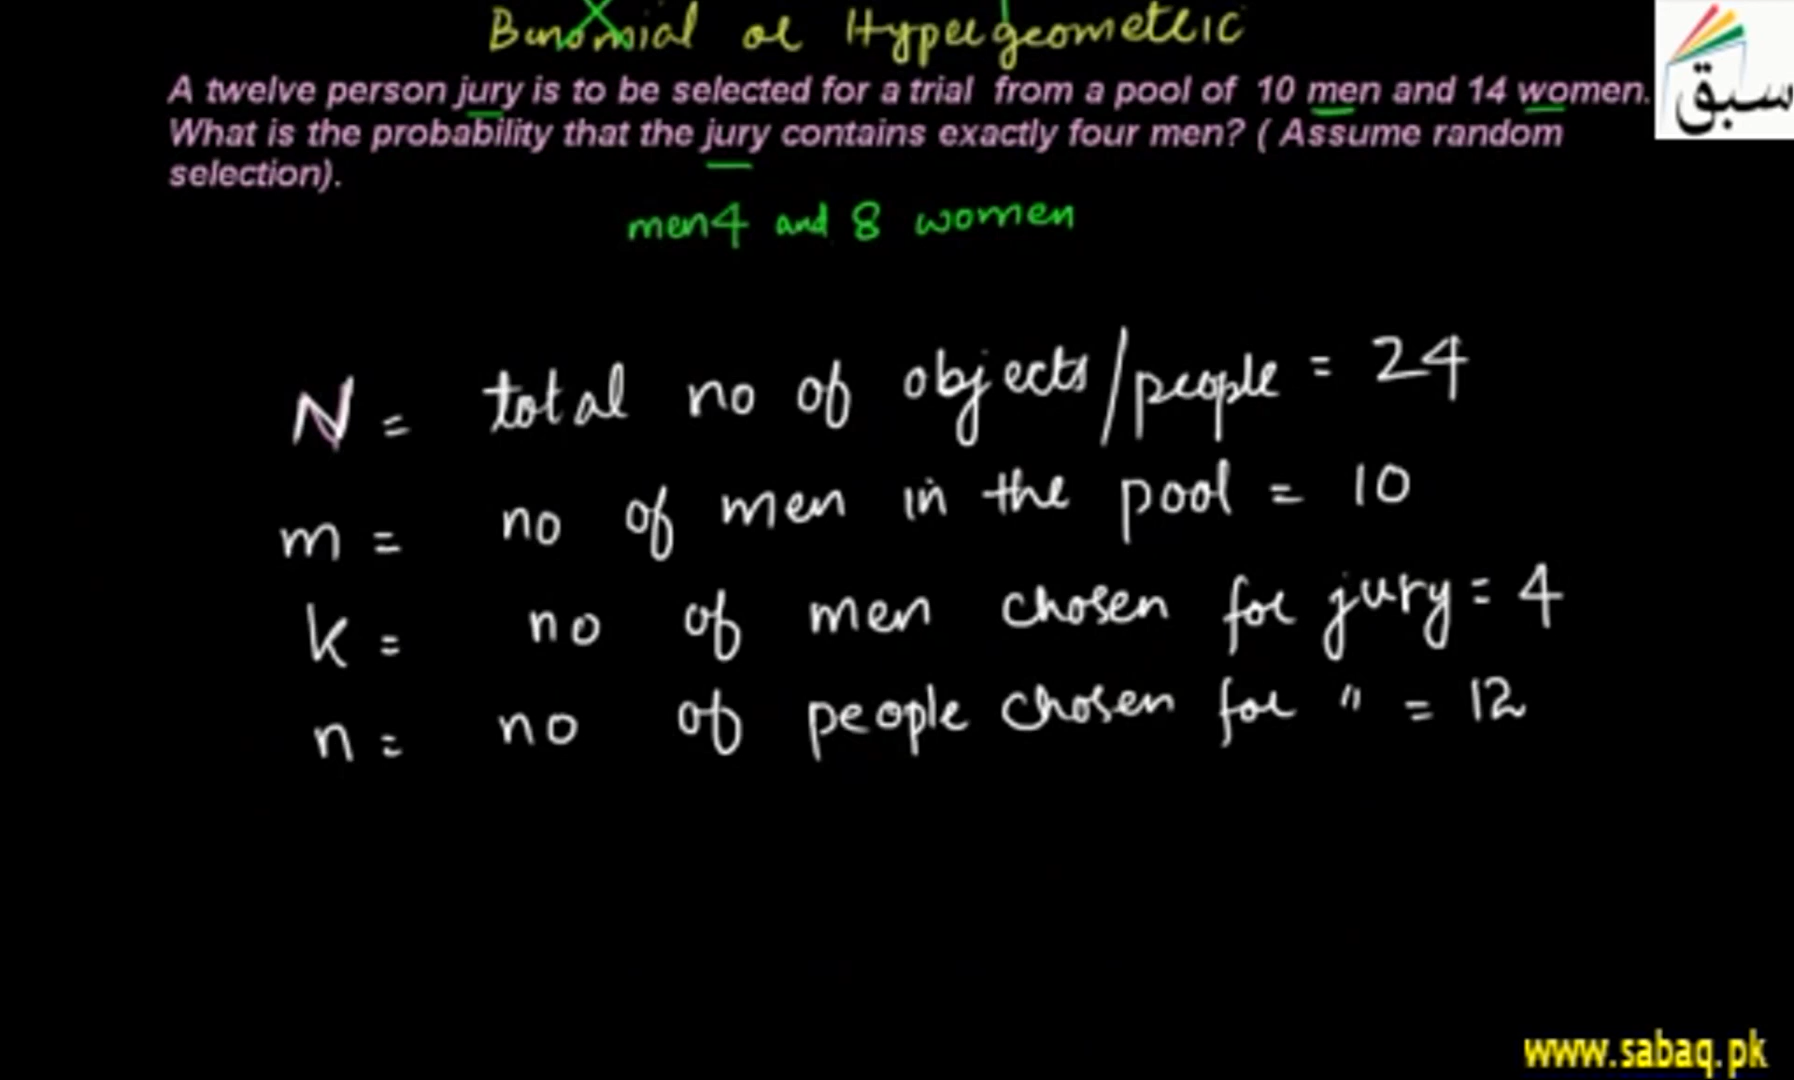 Binomial or Hypergeometric
A twelve person jury is to be selected for a trial from a pool of 10 men and 14 women.
What is the probability that the jury contains exactly four men? ( Assume random
selection).
سبق
men4 and 8 women
N = total no of objects/people = 24
m = no of men in the pool = 10
k = no of men chosen for jury = 4
n = no of people chosen for " = 12
www.sabaq.pk